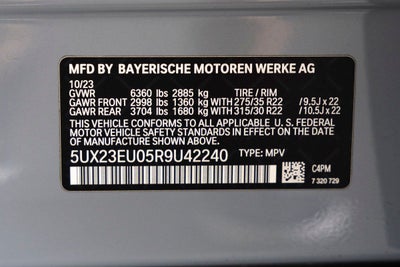 MFD BY BAYERISCHE MOTOREN WERKE AG
10/23
GVWR 6360 lbs 2885 kg TIRE / RIM
GAWR FRONT 2998 lbs 1360 kg WITH 275/35 R22 / 9.5J x 22
GAWR REAR 3704 lbs 1680 kg WITH 315/30 R22 / 10.5J x 22
THIS VEHICLE CONFORMS TO ALL APPLICABLE U. S. FEDERAL
MOTOR VEHICLE SAFETY STANDARDS IN EFFECT ON THE DATE
OF MANUFACTURE SHOWN ABOVE.
5UX23EU05R9U42240 TYPE: MPV
C4PM
7 320 729